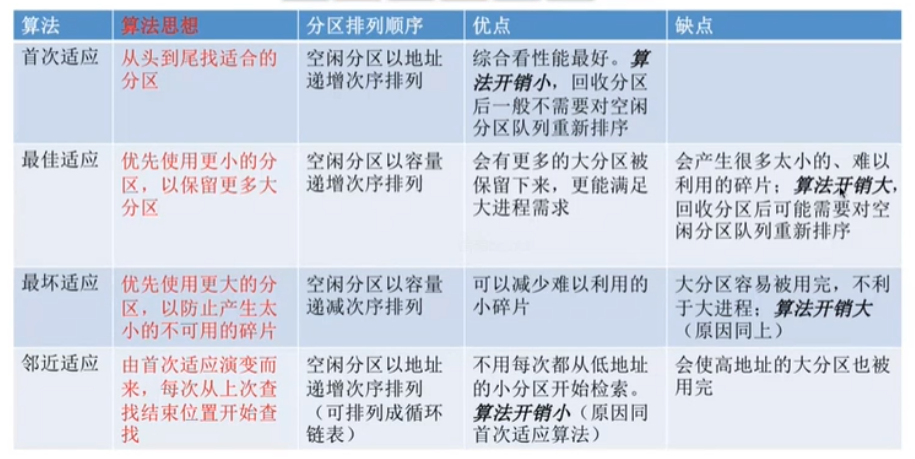 算法
算法思想
分区排列顺序
优点
缺点
首次适应
从头到尾找适合的
分区
空闲分区以地址
递增次序排列
综合看性能最好。算
法开销小，回收分区
后一般不需要对空闲
分区队列重新排序
最佳适应
优先使用更小的分
区，以保留更多大
分区
空闲分区以容量
递增次序排列
会有更多的大分区被
保留下来，更能满足
大进程需求
会产生很多太小的、难以
利用的碎片；算法开销大，
回收分区后可能需要对空
闲分区队列重新排序
最坏适应
优先使用更大的分
区，以防止产生太
小的不可用的碎片
空闲分区以容量
递减次序排列
可以减少难以利用的
小碎片
大分区容易被用完，不利
于大进程；算法开销大
（原因同上）
邻近适应
由首次适应演变而
来，每次从上次查
找结束位置开始查
找
空闲分区以地址
递增次序排列
（可排列成循环
链表）
不用每次都从低地址
的小分区开始检索。
算法开销小（原因同
首次适应算法）
会使高地址的大分区也被
用完